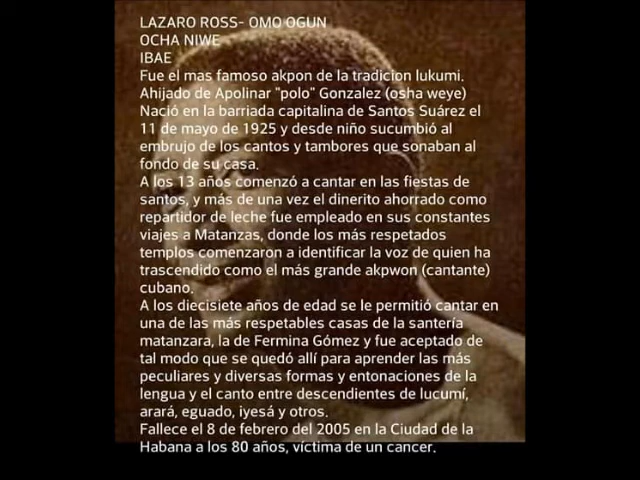 LAZARO ROSS- OMO OGUN
OCHA NIWE
IBAE
Fue el mas famoso akpon de la tradicion lukumi.
Ahijado de Apolinar "polo" Gonzalez (osha weye)
Nació en la barriada capitalina de Santos Suárez el
11 de mayo de 1925 y desde niño sucumbió al
embrujo de los cantos y tambores que sonaban al
fondo de su casa.
A los 13 años comenzó a cantar en las fiestas de
santos, y más de una vez el dinerito ahorrado como
repartidor de leche fue empleado en sus constantes
viajes a Matanzas, donde los más respetados
templos comenzaron a identificar la voz de quien ha
trascendido como el más grande akpwon (cantante)
cubano.
A los diecisiete años de edad se le permitió cantar en
una de las más respetables casas de la santería
matanzara, la de Fermina Gómez y fue aceptado de
tal modo que se quedó allí para aprender las más
peculiares y diversas formas y entonaciones de la
lengua y el canto entre descendientes de lucumí,
arará, eguado, iyesá y otros.
Fallece el 8 de febrero del 2005 en la Ciudad de la
Habana a los 80 años, víctima de un cancer.